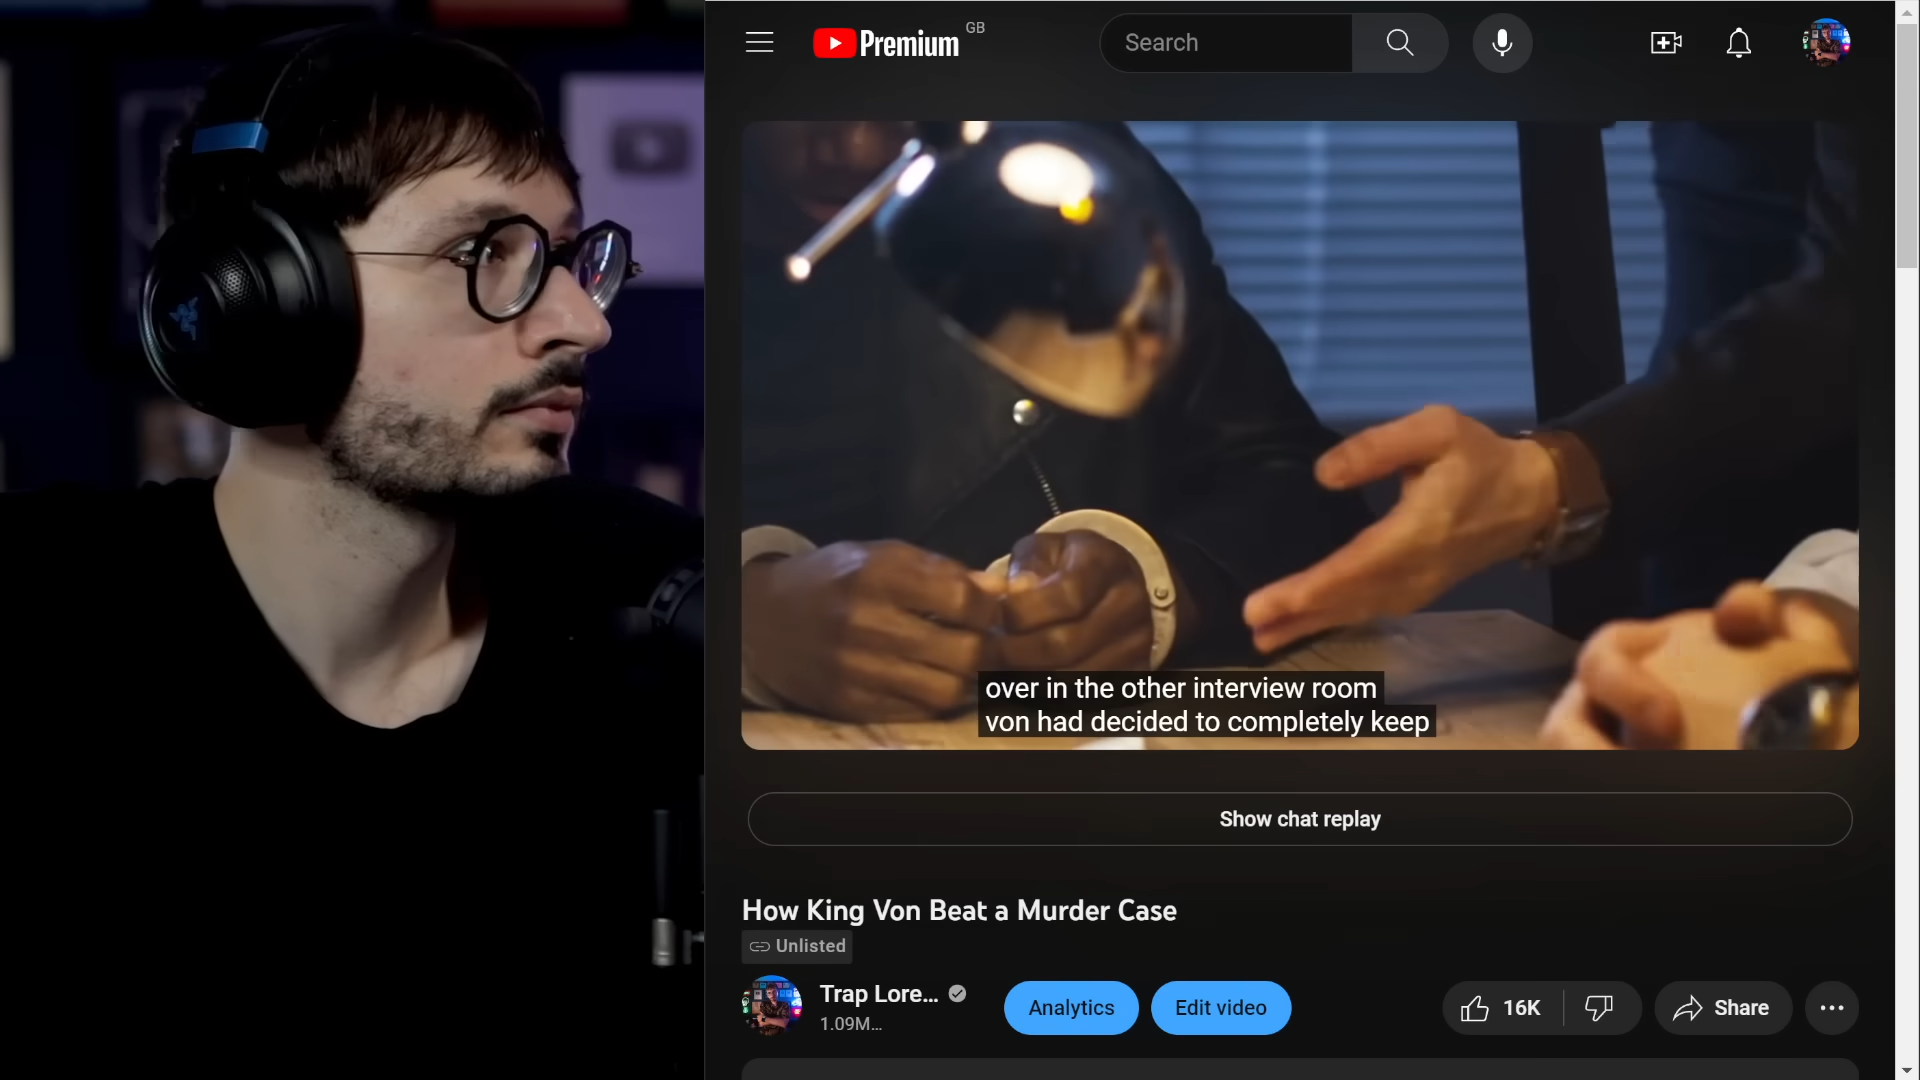 Premium
GB
Search
over in the other interview room
von had decided to completely keep
Show chat replay
How King Von Beat a Murder Case
Unlisted
Trap Lore...
1.09M...
Analytics
Edit video
16K
Share